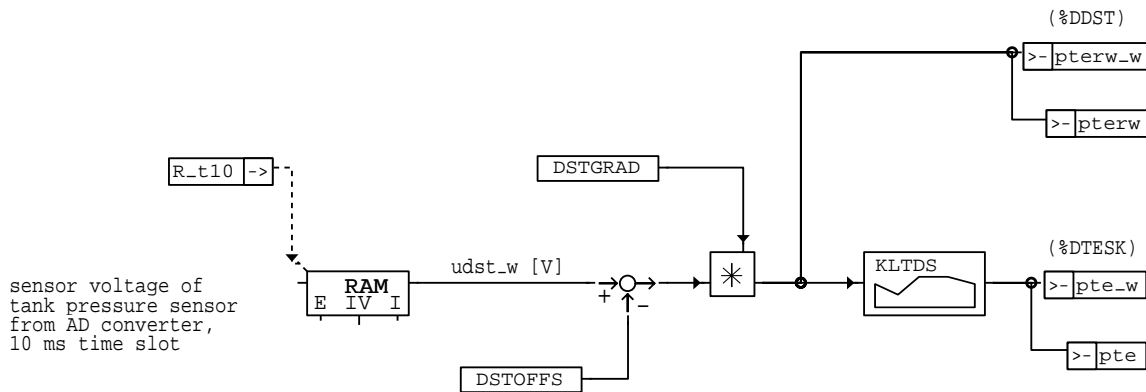 (%DDST)
>- pterw_w
>- pterw
DSTGRAD
R_t10 ->
(%DTESK)
udst_w [V]
KLTDS
sensor voltage of
tank pressure sensor
from AD converter,
10 ms time slot
RAM
E IV I
+
−
*
>- pte_w
>- pte
DSTOFFS